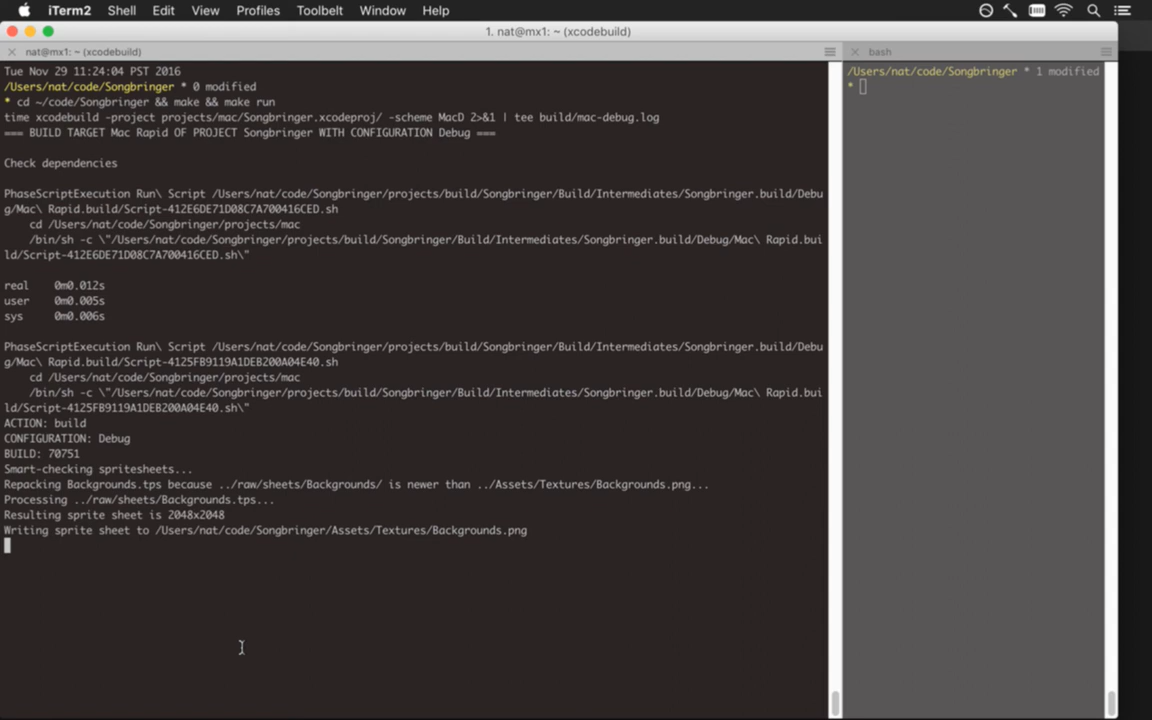 iTerm2 Shell Edit View Profiles Toolbelt Window Help
1. nat@mx1: ~ (xcodebuild)
nat@mx1: ~ (xcodebuild)
Tue Nov 29 11:24:04 PST 2016
/Users/nat/code/Songbringer * 0 modified
* cd ~/code/Songbringer && make && make run
time xcodebuild -project projects/mac/Songbringer.xcodeproj/ -scheme MacD 2>&1 | tee build/mac-debug.log
=== BUILD TARGET Mac Rapid OF PROJECT Songbringer WITH CONFIGURATION Debug ===
Check dependencies
PhaseScriptExecution Run\ Script /Users/nat/code/Songbringer/projects/build/Songbringer/Build/Intermediates/Songbringer.build/Debu
g/Mac\ Rapid.build/Script-412E6DE71D08C7A700416CED.sh
cd /Users/nat/code/Songbringer/projects/mac
/bin/sh -c \"/Users/nat/code/Songbringer/projects/build/Songbringer/Build/Intermediates/Songbringer.build/Debug/Mac\ Rapid.bui
ld/Script-412E6DE71D08C7A700416CED.sh\"
real 0m0.012s
user 0m0.005s
sys 0m0.006s
PhaseScriptExecution Run\ Script /Users/nat/code/Songbringer/projects/build/Songbringer/Build/Intermediates/Songbringer.build/Debu
g/Mac\ Rapid.build/Script-4125FB9119A1DEB200A04E40.sh
cd /Users/nat/code/Songbringer/projects/mac
/bin/sh -c \"/Users/nat/code/Songbringer/projects/build/Songbringer/Build/Intermediates/Songbringer.build/Debug/Mac\ Rapid.bui
ld/Script-4125FB9119A1DEB200A04E40.sh\"
ACTION: build
CONFIGURATION: Debug
BUILD: 70751
Smart-checking spritesheets...
Repacking Backgrounds.tps because ../raw/sheets/Backgrounds/ is newer than ../Assets/Textures/Backgrounds.png...
Processing ../raw/sheets/Backgrounds.tps...
Resulting sprite sheet is 2048x2048
Writing sprite sheet to /Users/nat/code/Songbringer/Assets/Textures/Backgrounds.png
bash
/Users/nat/code/Songbringer * 1 modified
*